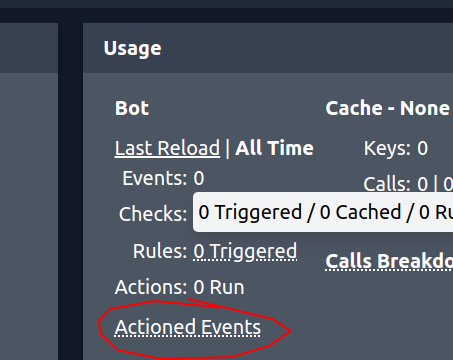 Usage
Bot
Last Reload | All Time
Events: 0
Checks:
0 Triggered / 0 Cached / 0 Ru
Rules: 0 Triggered
Actions: 0 Run
Actioned Events
Cache - None
Keys: 0
Calls: 0 | 0
Calls Breakdo